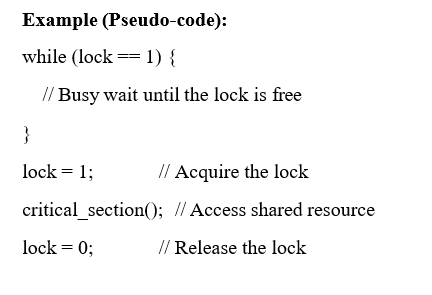 Example (Pseudo-code):
while (lock == 1) {
// Busy wait until the lock is free
}
lock = 1; // Acquire the lock
critical_section(); // Access shared resource
lock = 0; // Release the lock